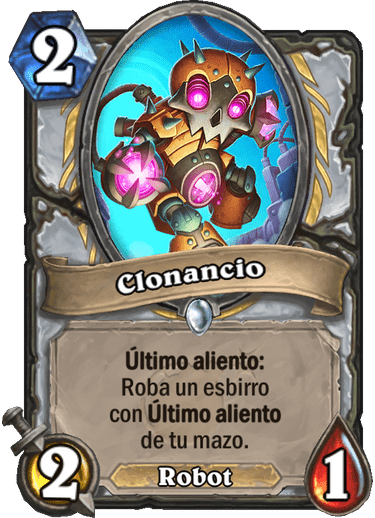 2
Clonancio
Último aliento:
Roba un esbirro
con Último aliento
de tu mazo.
2
Robot
1